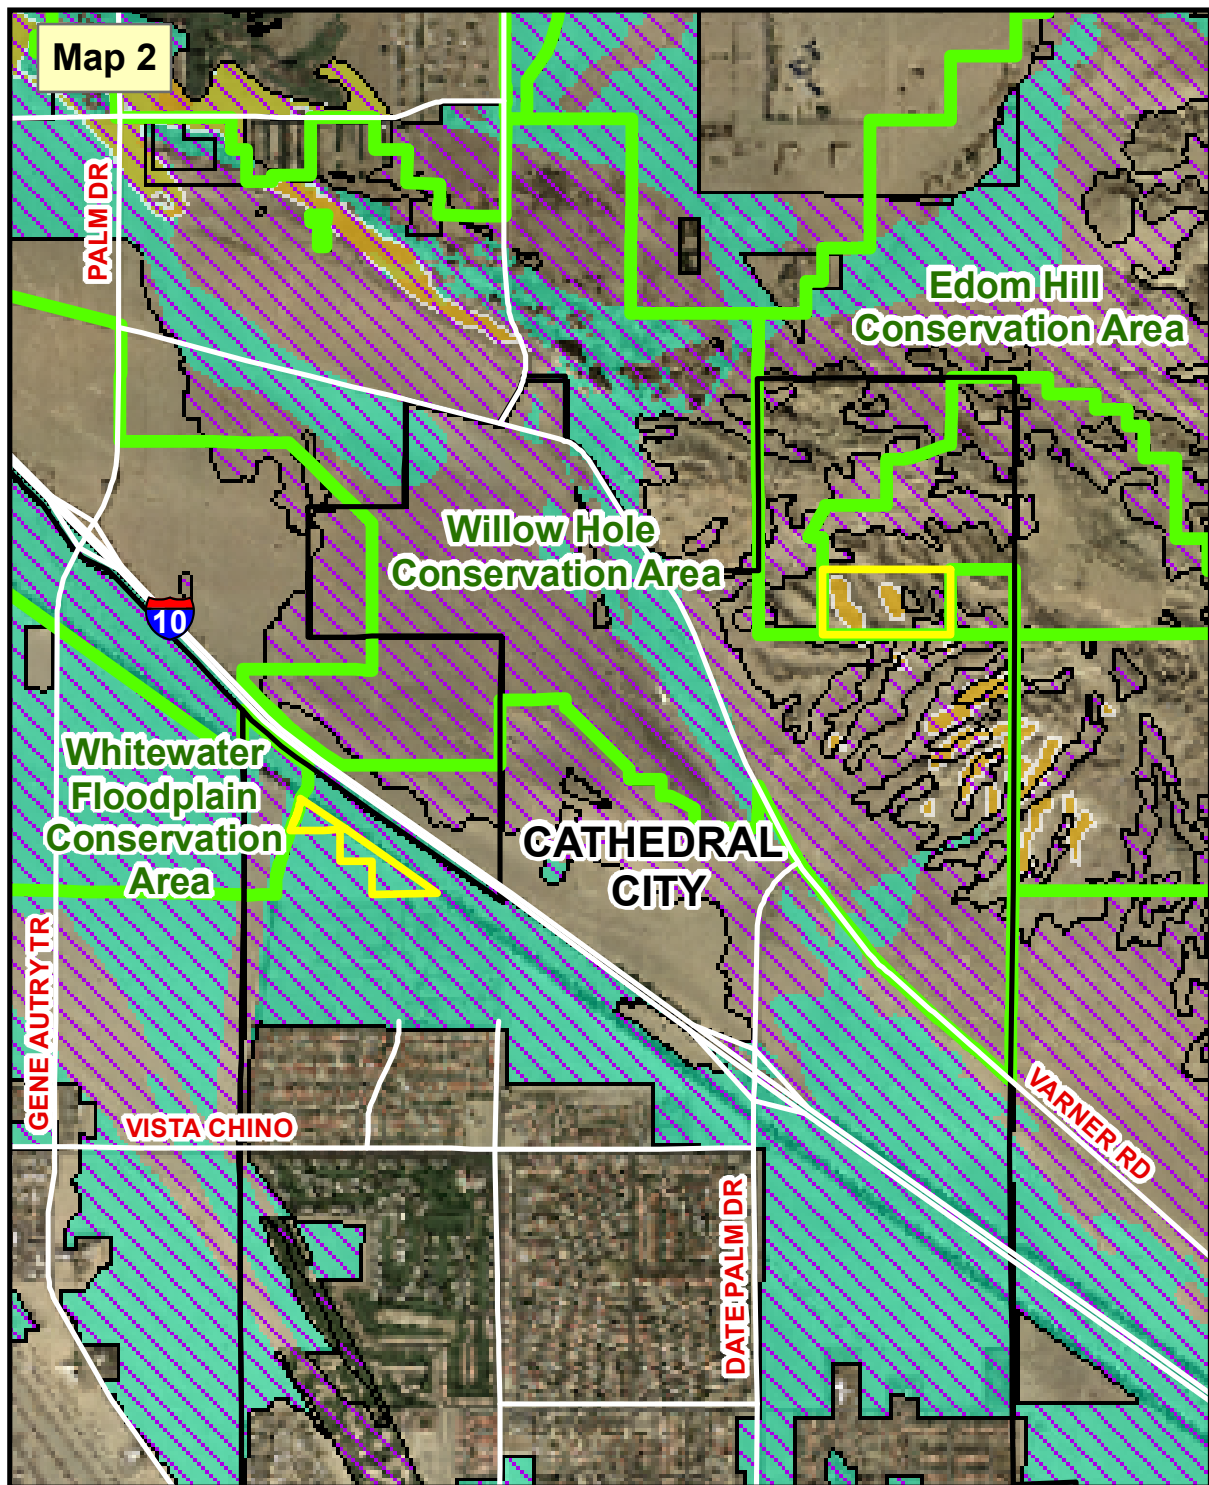 Map 2
PALM DR
Edom Hill
Conservation Area
Willow Hole
Conservation Area
10
Whitewater
Floodplain
Conservation
Area
CATHEDRAL
CITY
GENE AUTRY TR
VISTA CHINO
DATE PALM DR
VARNER RD